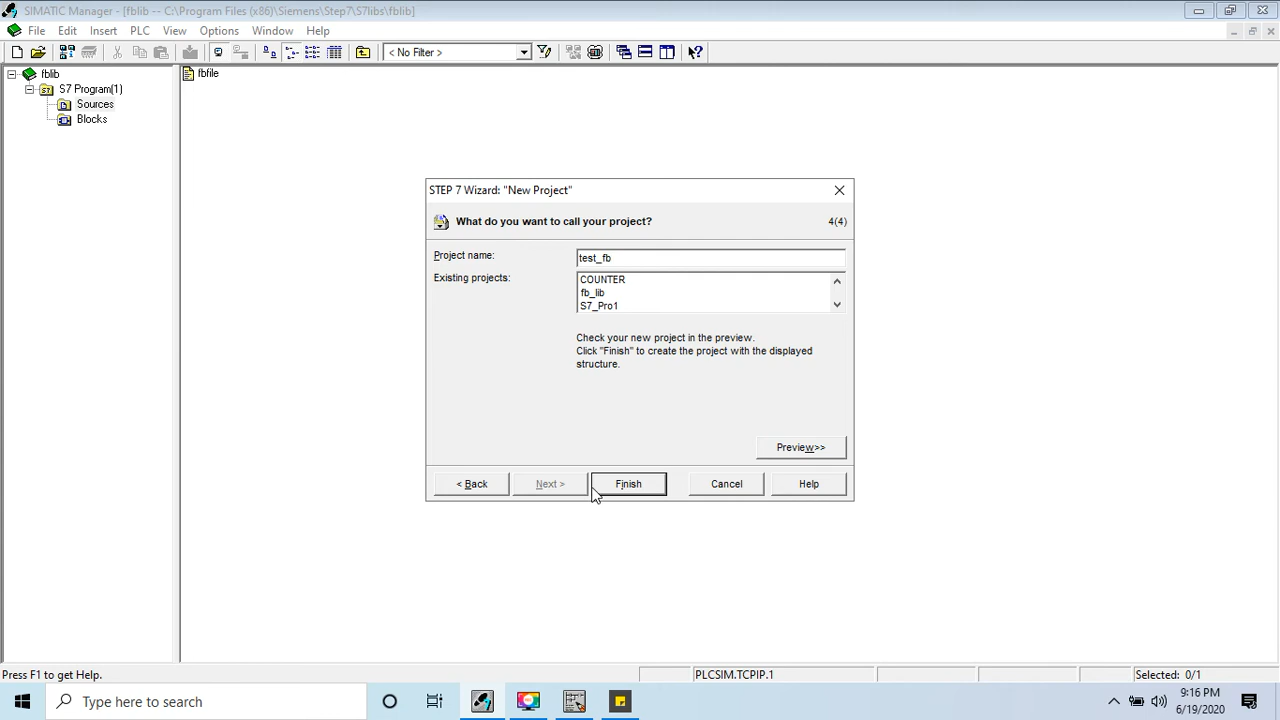 SIMATIC Manager - [fblib -- C:\Program Files (x86)\Siemens\Step7\S7libs\fblib]
File Edit Insert PLC View Options Window Help
< No Filter >
fblib
S7 Program(1)
Sources
Blocks
fbfile
STEP 7 Wizard: "New Project"
What do you want to call your project? 4(4)
Project name: test_fb
Existing projects: COUNTER
fb_lib
S7_Pro1
Check your new project in the preview.
Click "Finish" to create the project with the displayed
structure.
Preview>>
< Back Next > Finish Cancel Help
Press F1 to get Help. PLCSIM.TCPIP.1 Selected: 0/1
Type here to search
9:16 PM
6/19/2020